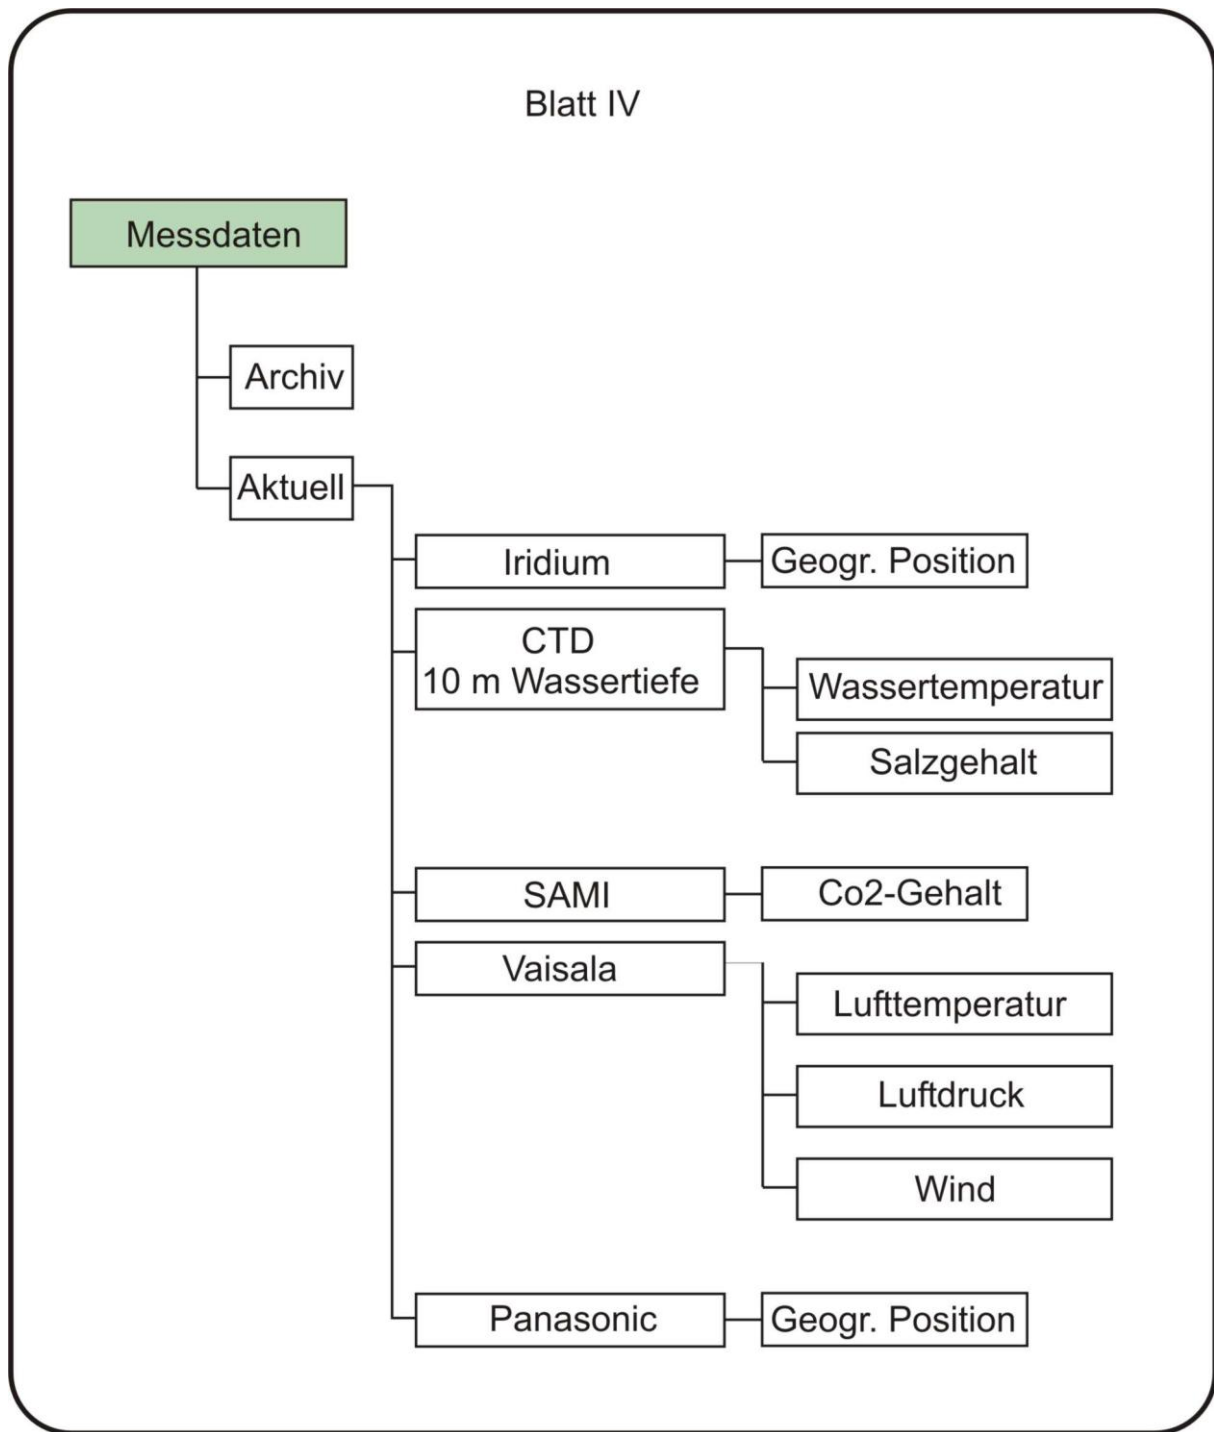 Blatt IV
Messdaten
Archiv
Aktuell
Iridium
Geogr. Position
CTD
10 m Wassertiefe
Wassertemperatur
Salzgehalt
SAMI
Co2-Gehalt
Vaisala
Lufttemperatur
Luftdruck
Wind
Panasonic
Geogr. Position